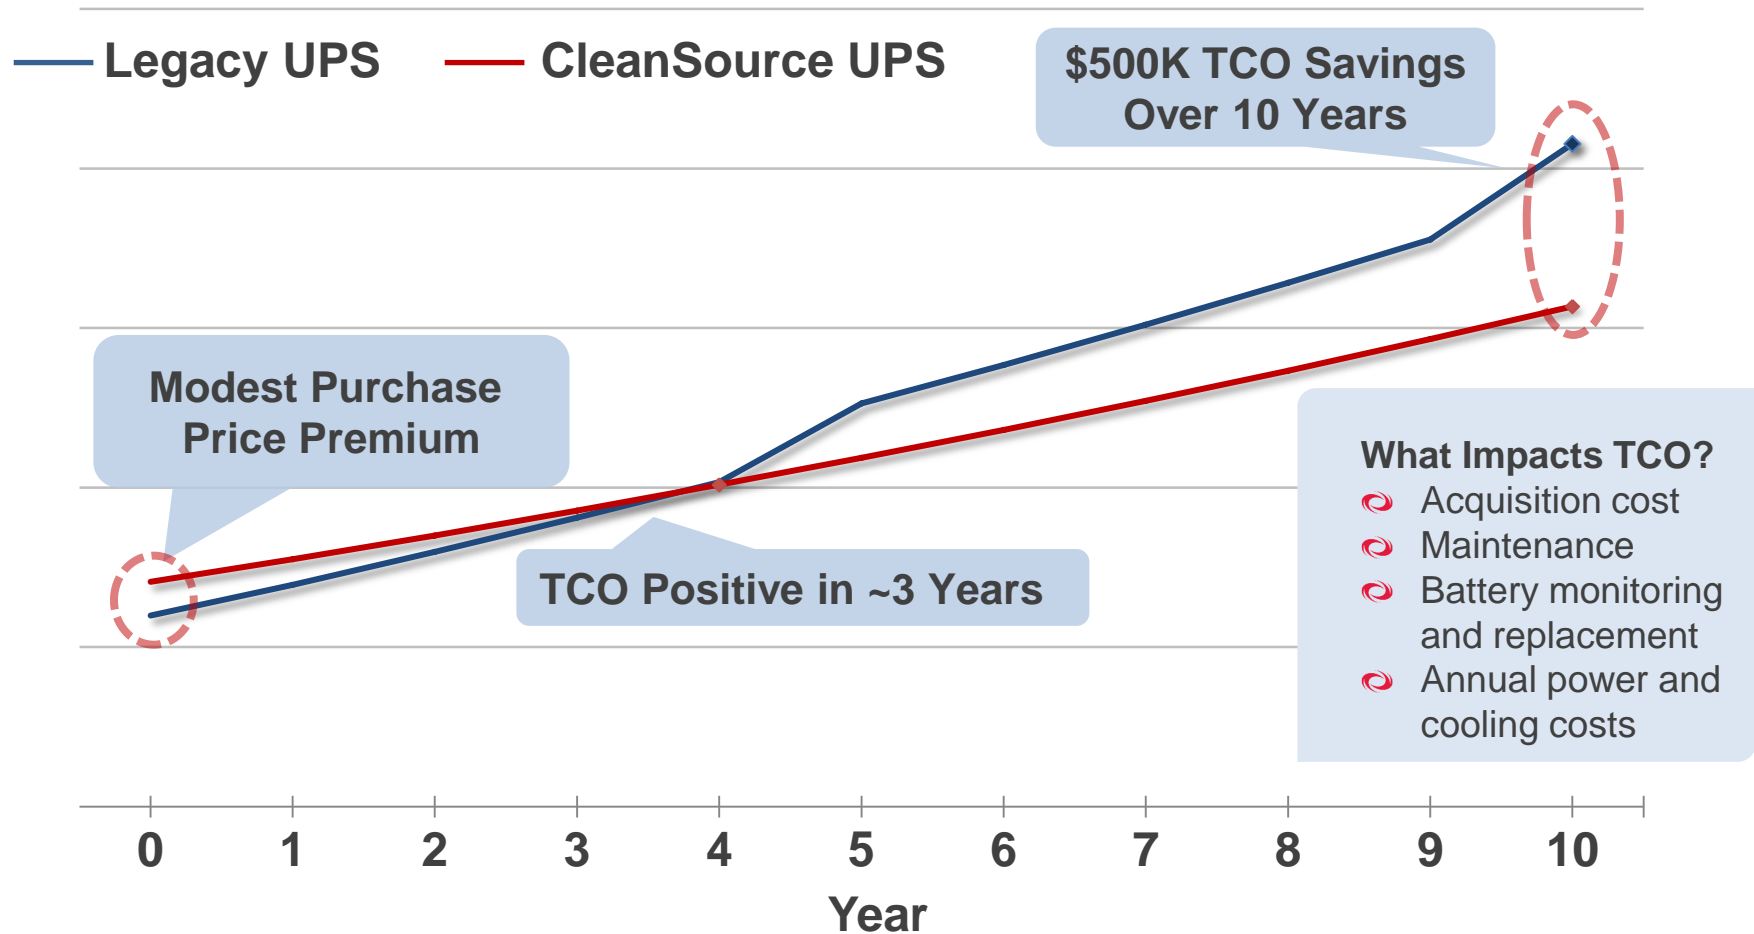 Legacy UPS
CleanSource UPS
$500K TCO Savings
Over 10 Years
Modest Purchase
Price Premium
TCO Positive in ~3 Years
What Impacts TCO?
Acquisition cost
Maintenance
Battery monitoring
and replacement
Annual power and
cooling costs
0 1 2 3 4 5 6 7 8 9 10
Year